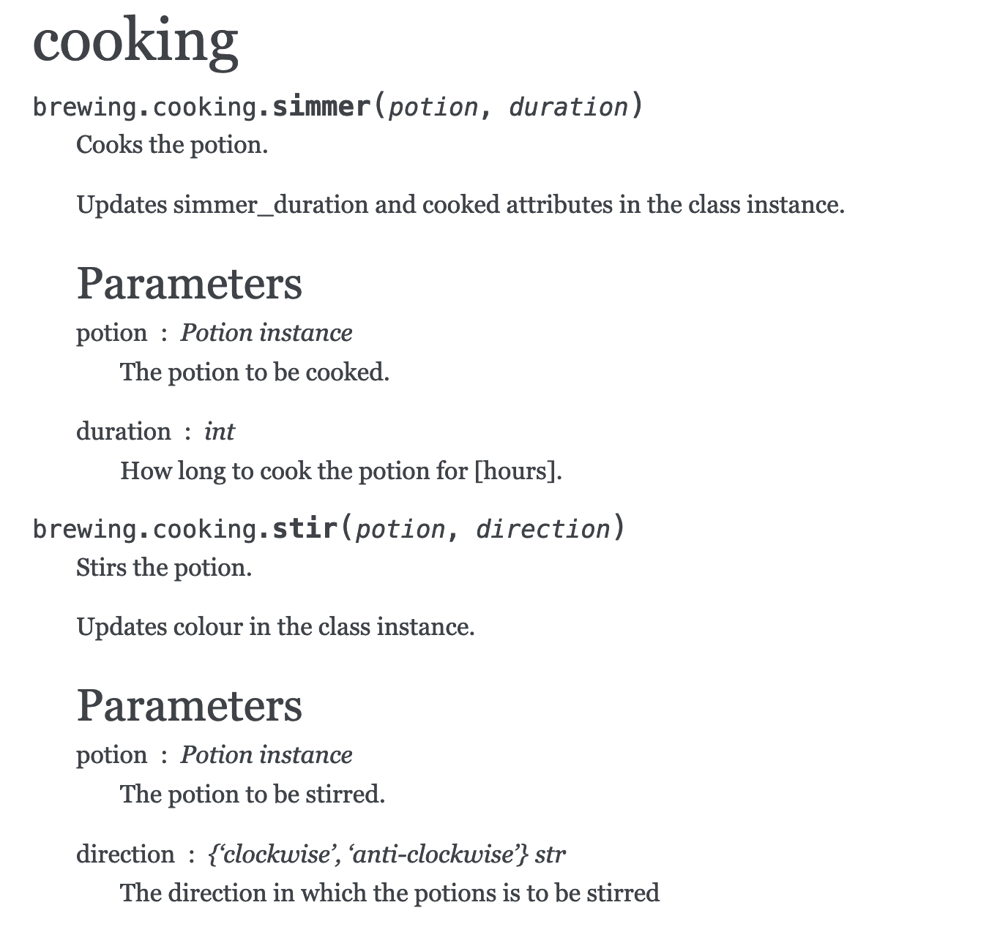 cooking
brewing.cooking.simmer(potion, duration)
Cooks the potion.
Updates simmer_duration and cooked attributes in the class instance.
Parameters
potion : Potion instance
The potion to be cooked.
duration : int
How long to cook the potion for [hours].
brewing.cooking.stir(potion, direction)
Stirs the potion.
Updates colour in the class instance.
Parameters
potion : Potion instance
The potion to be stirred.
direction : {‘clockwise’, ‘anti-clockwise’} str
The direction in which the potions is to be stirred